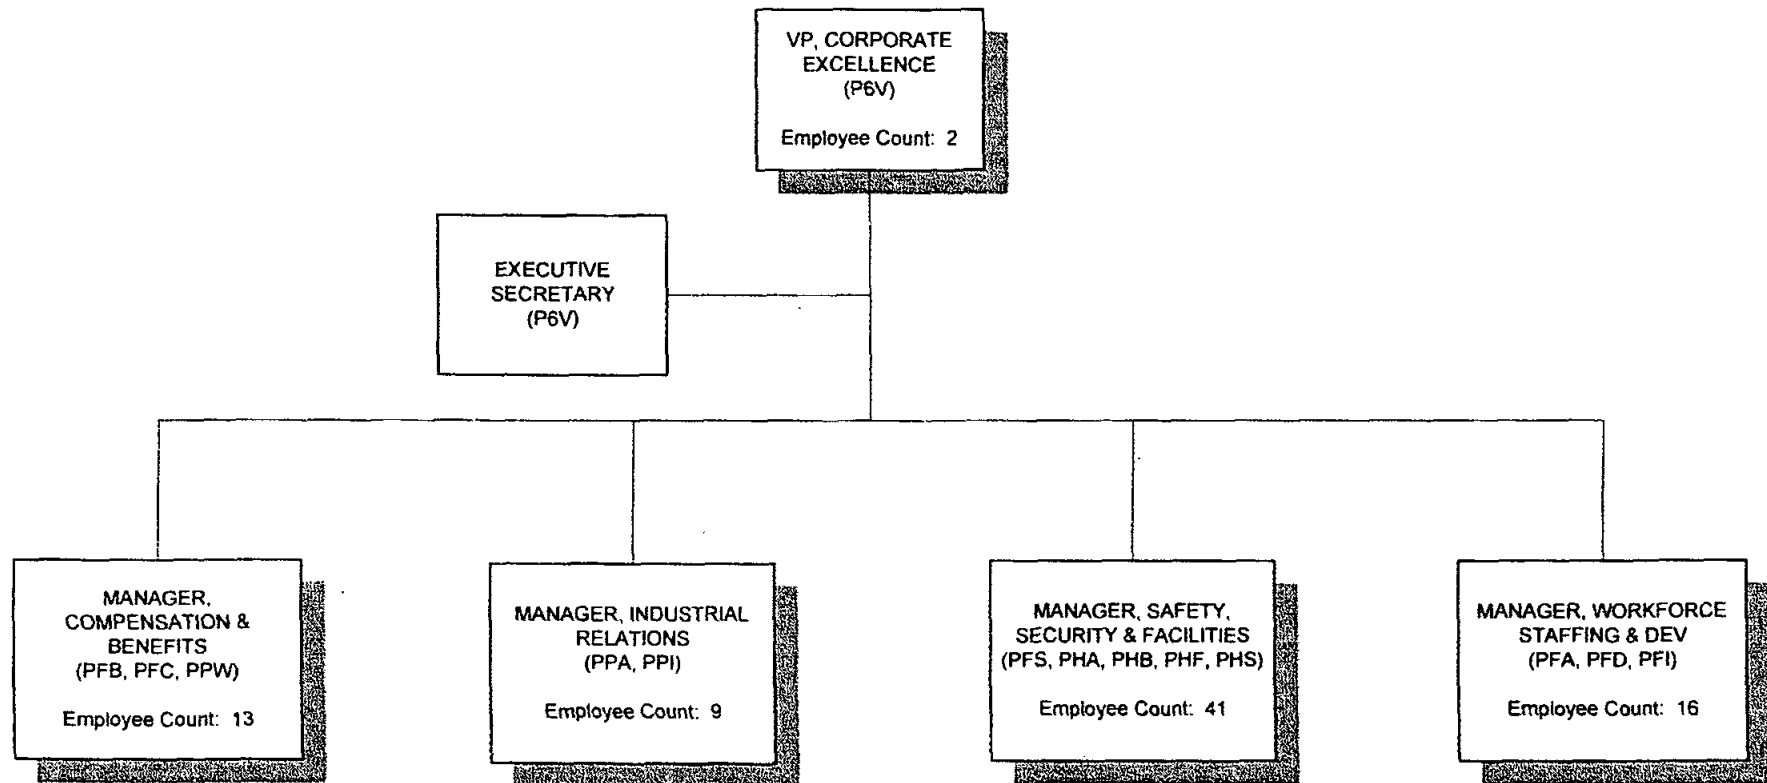 VP, CORPORATE
EXCELLENCE
(P6V)
Employee Count: 2
EXECUTIVE
SECRETARY
(P6V)
MANAGER,
COMPENSATION &
BENEFITS
(PFB, PFC, PPW)
Employee Count: 13
MANAGER, INDUSTRIAL
RELATIONS
(PPA, PPI)
Employee Count: 9
MANAGER, SAFETY,
SECURITY & FACILITIES
(PFS, PHA, PHB, PHF, PHS)
Employee Count: 41
MANAGER, WORKFORCE
STAFFING & DEV
(PFA, PFD, PFI)
Employee Count: 16